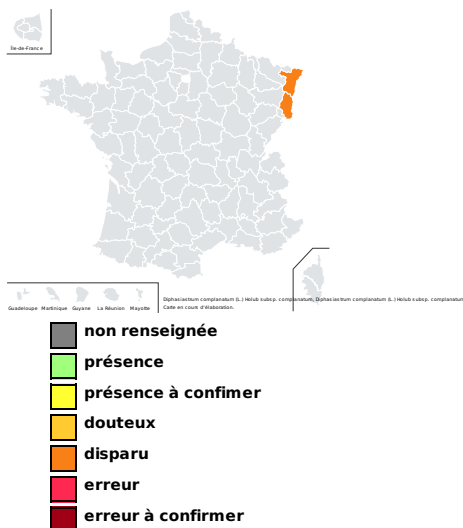 Île-de-France
Guadeloupe Martinique Guyane La Réunion Mayotte
Diphasiastrum complanatum (L.) Holub subsp. complanatum, Diphasiastrum complanatum (L.) Holub subsp. complanatum
Carte en cours d'élaboration.
non renseignée
présence
présence à confimer
douteux
disparu
erreur
erreur à confirmer